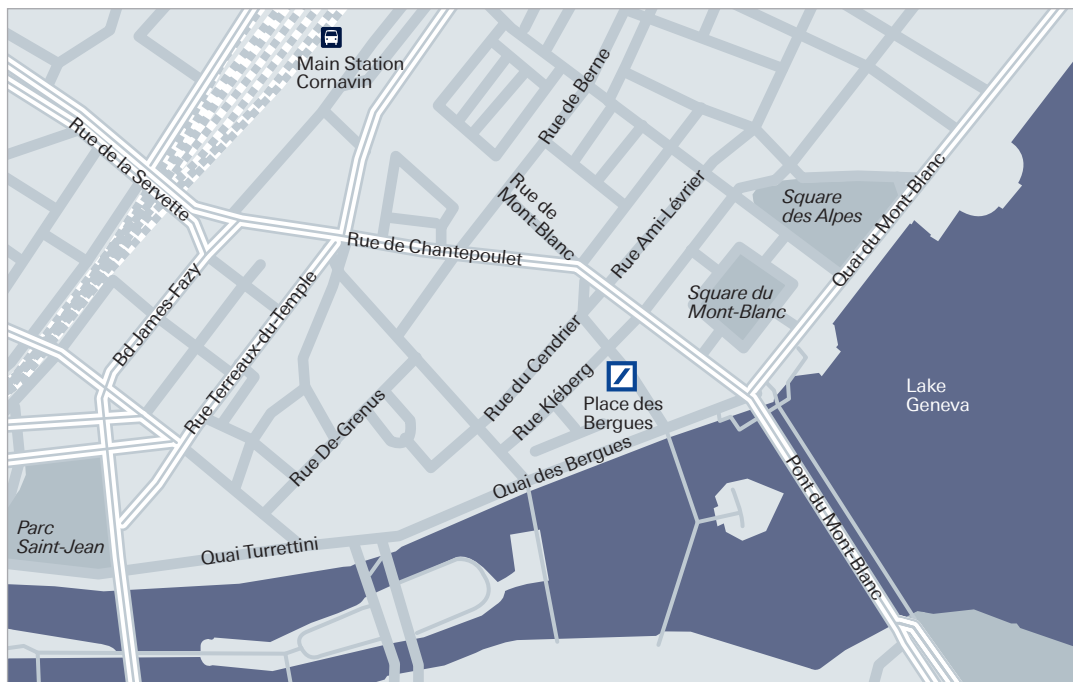 Main Station
Cornavin
Rue de Berne
Rue de la Servette
Rue de
Mont-Blanc
Rue Ami-Lévrier
Square
des Alpes
Quai du Mont-Blanc
Rue de Chantepoulet
Bd James-Fazy
Rue Terreaux-du-Temple
Square du
Mont-Blanc
Rue du Cendrier
Rue Kléberg
Place des
Bergues
Lake
Geneva
Rue De-Grenus
Quai des Bergues
Pont du Mont-Blanc
Parc
Saint-Jean
Quai Turrettini